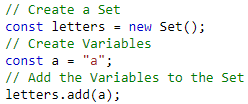 // Create a Set
const letters = new Set();
// Create Variables
const a = "a";
// Add the Variables to the Set
letters.add(a);